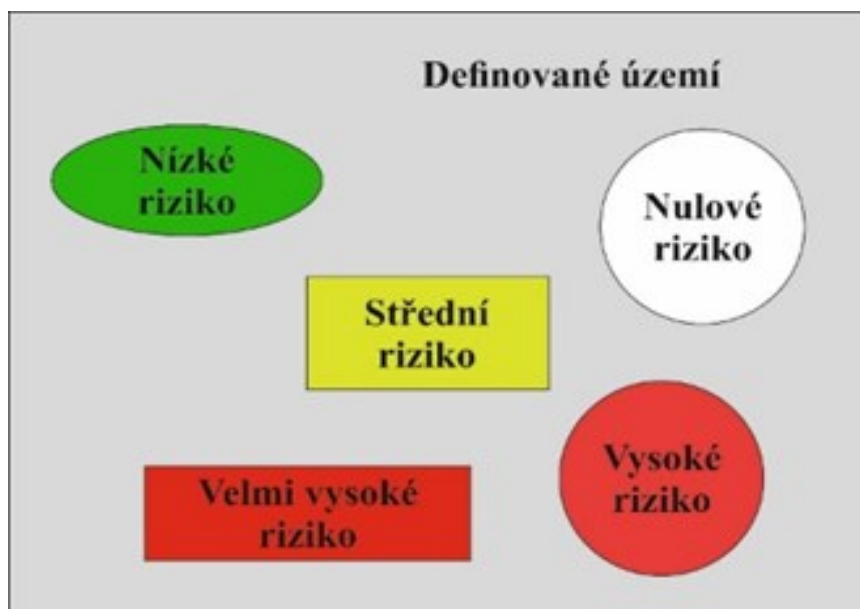 Definované území
Nízké
riziko
Nulové
riziko
Střední
riziko
Vysoké
riziko
Velmi vysoké
riziko